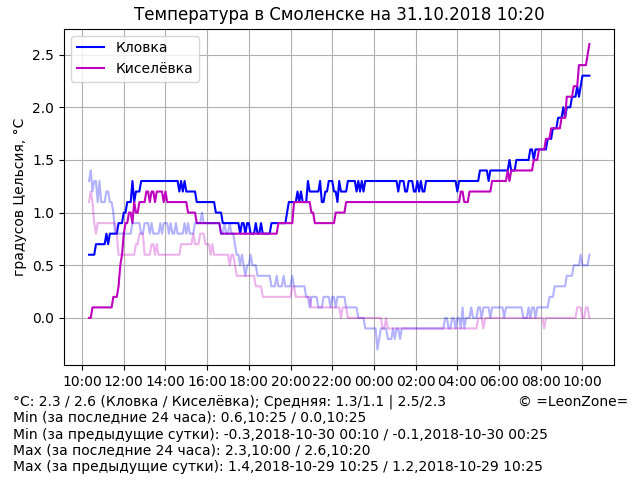 Температура в Смоленске на 31.10.2018 10:20
Кловка
Киселёвка
градусов Цельсия, °C
2.5
2.0
1.5
1.0
0.5
0.0
10:00 12:00 14:00 16:00 18:00 20:00 22:00 00:00 02:00 04:00 06:00 08:00 10:00
°C: 2.3 / 2.6 (Кловка / Киселёвка); Средняя: 1.3/1.1 | 2.5/2.3 © =LeonZone=
Min (за последние 24 часа): 0.6,10:25 / 0.0,10:25
Min (за предыдущие сутки): -0.3,2018-10-30 00:10 / -0.1,2018-10-30 00:25
Max (за последние 24 часа): 2.3,10:00 / 2.6,10:20
Max (за предыдущие сутки): 1.4,2018-10-29 10:25 / 1.2,2018-10-29 10:25